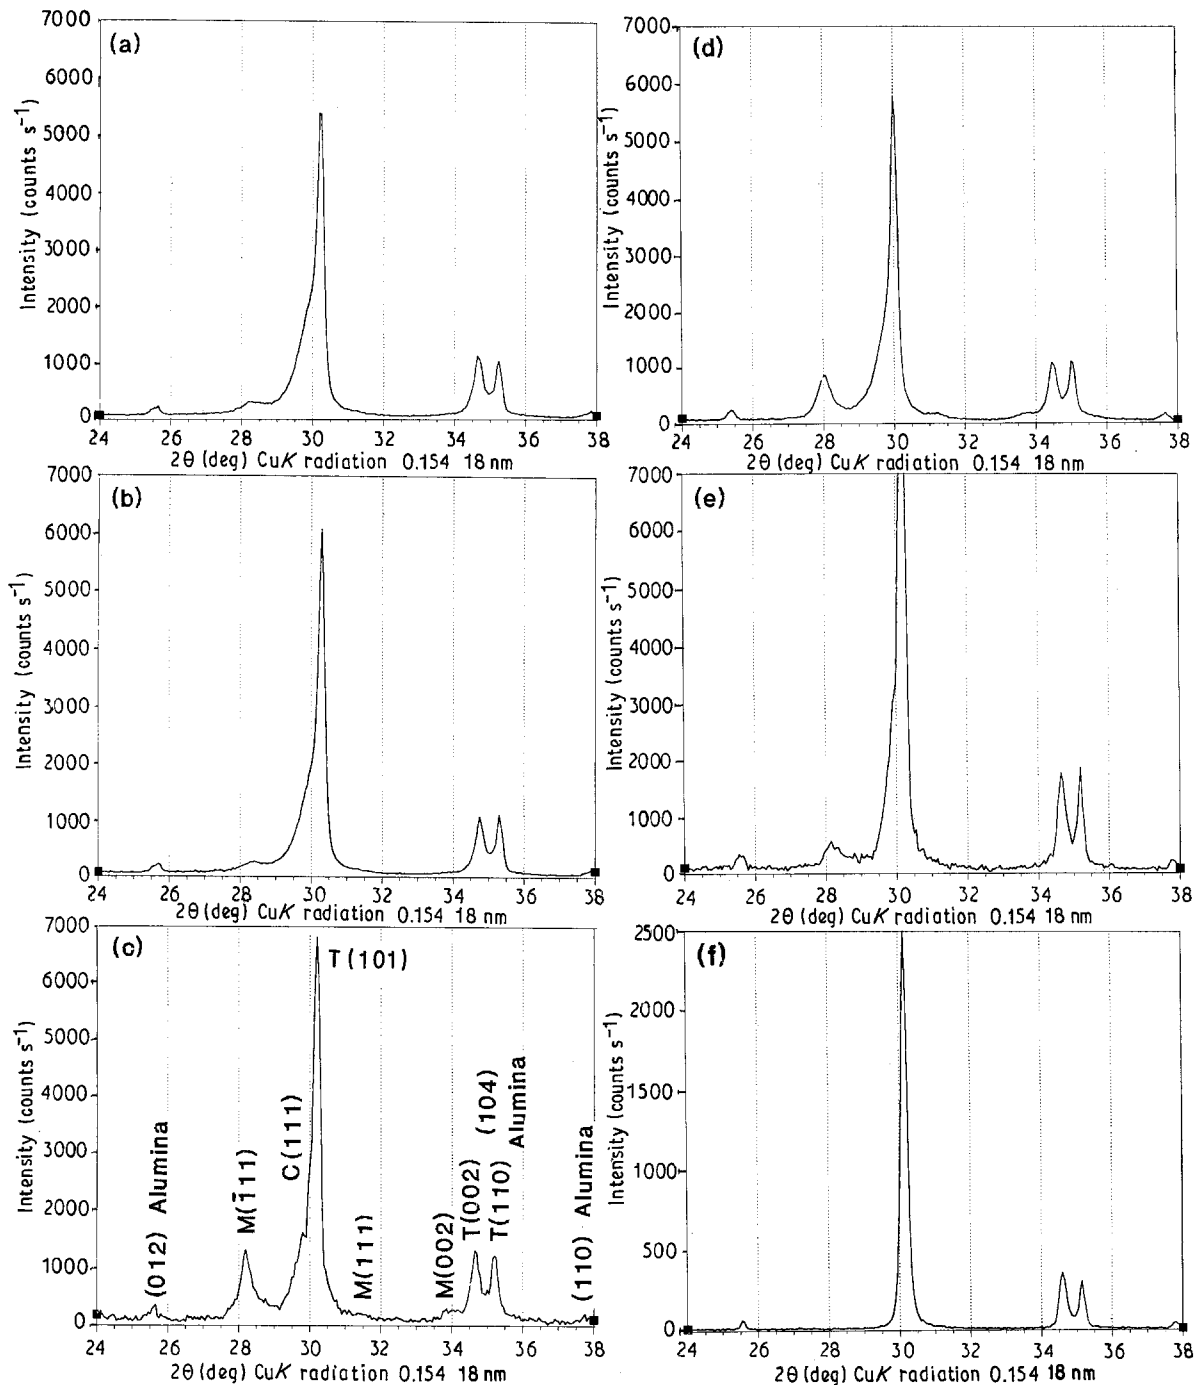 (a)
7000
6000
5000
4000
3000
2000
1000
0
Intensity (counts s⁻¹)
24 26 28 30 32 34 36 38
2θ (deg) CuK radiation 0.154 18 nm
(b)
7000
6000
5000
4000
3000
2000
1000
0
Intensity (counts s⁻¹)
24 26 28 30 32 34 36 38
2θ (deg) CuK radiation 0.154 18 nm
(c)
7000
6000
5000
4000
3000
2000
1000
0
Intensity (counts s⁻¹)
(012) Alumina
M(1̄11)
C(111)
T(101)
M(111)
M(002)
T(002)
T(110)
(104)
Alumina
(110) Alumina
24 26 28 30 32 34 36 38
2θ (deg) CuK radiation 0.154 18 nm
(d)
7000
6000
5000
4000
3000
2000
1000
0
Intensity (counts s⁻¹)
24 26 28 30 32 34 36 38
2θ (deg) CuK radiation 0.154 18 nm
(e)
7000
6000
5000
4000
3000
2000
1000
0
Intensity (counts s⁻¹)
24 26 28 30 32 34 36 38
2θ (deg) CuK radiation 0.154 18 nm
(f)
2500
2000
1500
1000
500
0
Intensity (counts s⁻¹)
24 26 28 30 32 34 36 38
2θ (deg) CuK radiation 0.154 18 nm